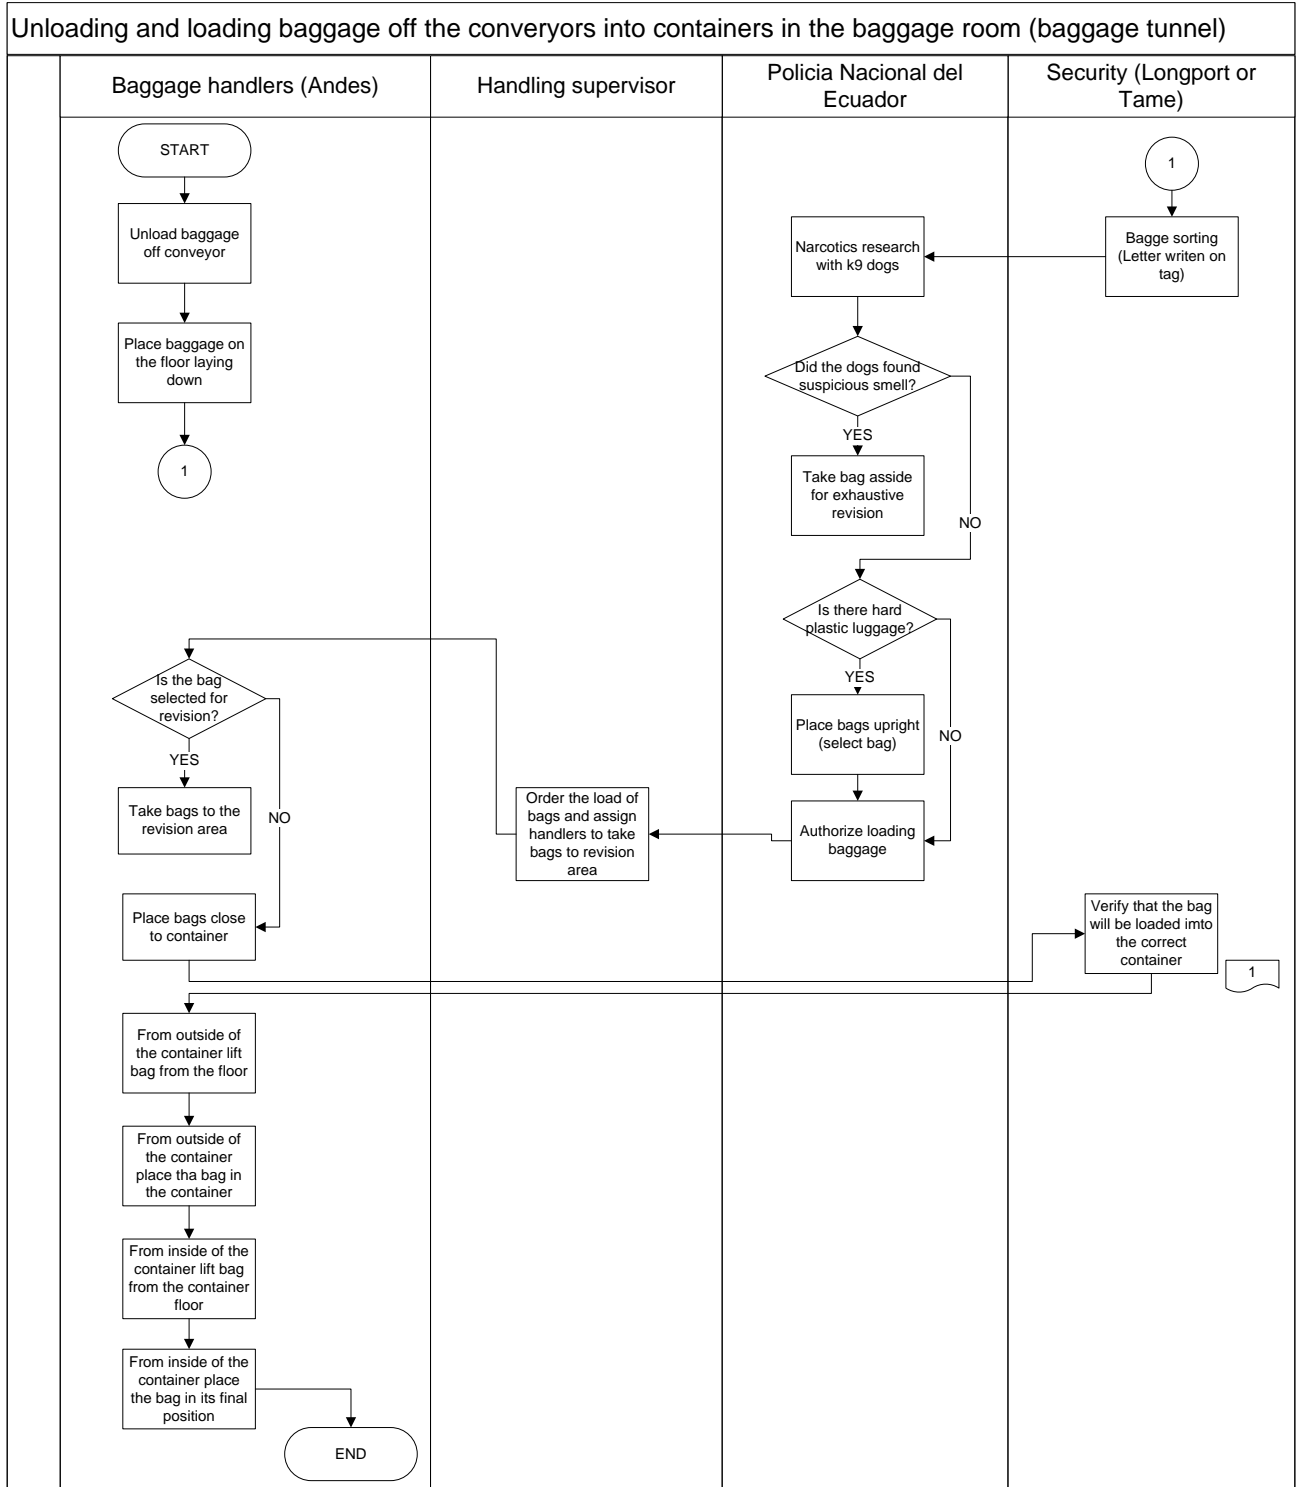 Unloading and loading baggage off the converyors into containers in the baggage room (baggage tunnel)
Baggage handlers (Andes)
Handling supervisor
Policia Nacional del
Ecuador
Security (Longport or
Tame)
START
Unload baggage
off conveyor
Place baggage on
the floor laying
down
1
1
Bagge sorting
(Letter writen on
tag)
Narcotics research
with k9 dogs
Did the dogs found
suspicious smell?
YES
NO
Take bag asside
for exhaustive
revision
Is there hard
plastic luggage?
YES
NO
Place bags upright
(select bag)
Authorize loading
baggage
Order the load of
bags and assign
handlers to take
bags to revision
area
Is the bag
selected for
revision?
YES
NO
Take bags to the
revision area
Place bags close
to container
Verify that the bag
will be loaded imto
the correct
container
1
From outside of
the container lift
bag from the floor
From outside of
the container
place tha bag in
the container
From inside of the
container lift bag
from the container
floor
From inside of the
container place
the bag in its final
position
END